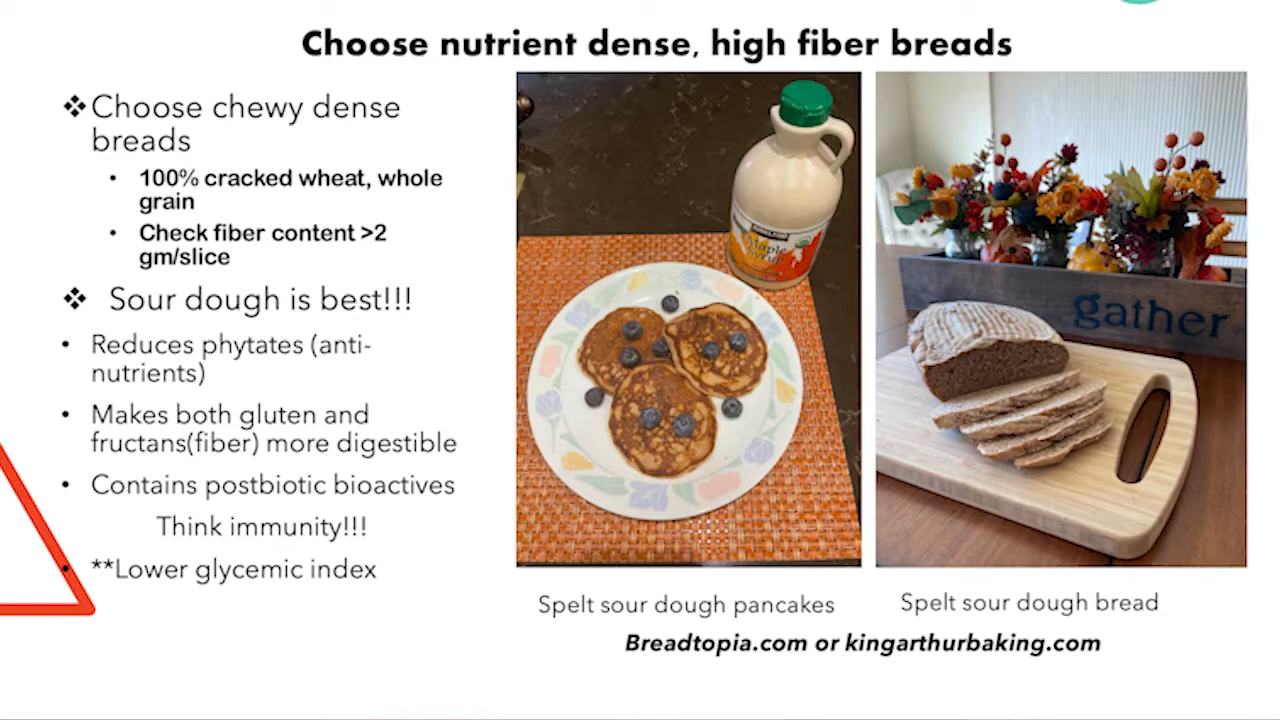 Choose nutrient dense, high fiber breads
❖Choose chewy dense
breads
• 100% cracked wheat, whole
grain
• Check fiber content >2
gm/slice
❖ Sour dough is best!!!
• Reduces phytates (anti-
nutrients)
• Makes both gluten and
fructans(fiber) more digestible
• Contains postbiotic bioactives
Think immunity!!!
• **Lower glycemic index
KIRKLAND
Maple
Syrup
gather
Spelt sour dough pancakes
Spelt sour dough bread
Breadtopia.com or kingarthurbaking.com